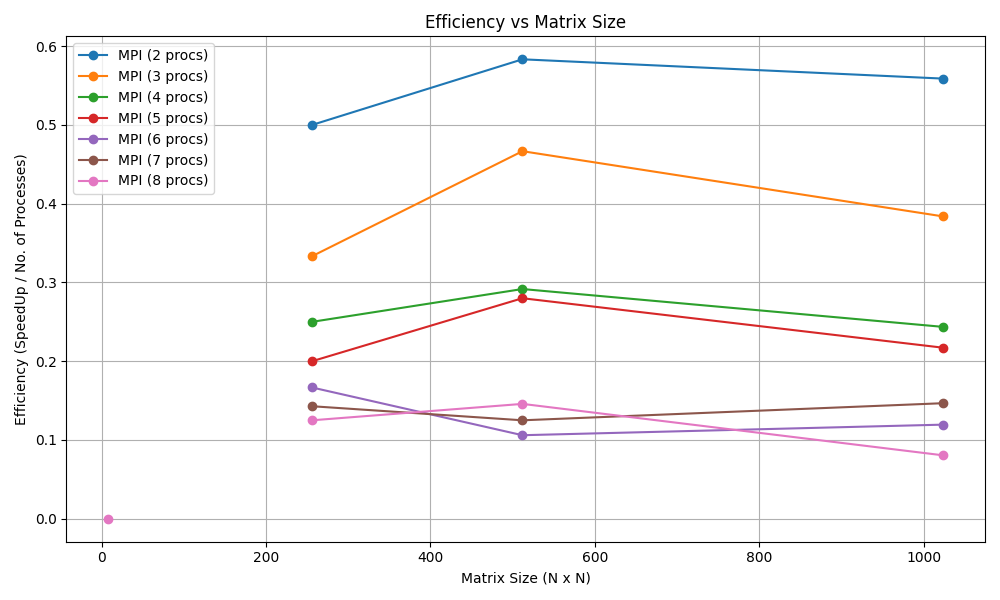 Efficiency vs Matrix Size
MPI (2 procs)
MPI (3 procs)
MPI (4 procs)
MPI (5 procs)
MPI (6 procs)
MPI (7 procs)
MPI (8 procs)
Efficiency (SpeedUp / No. of Processes)
0.6
0.5
0.4
0.3
0.2
0.1
0.0
0 200 400 600 800 1000
Matrix Size (N x N)